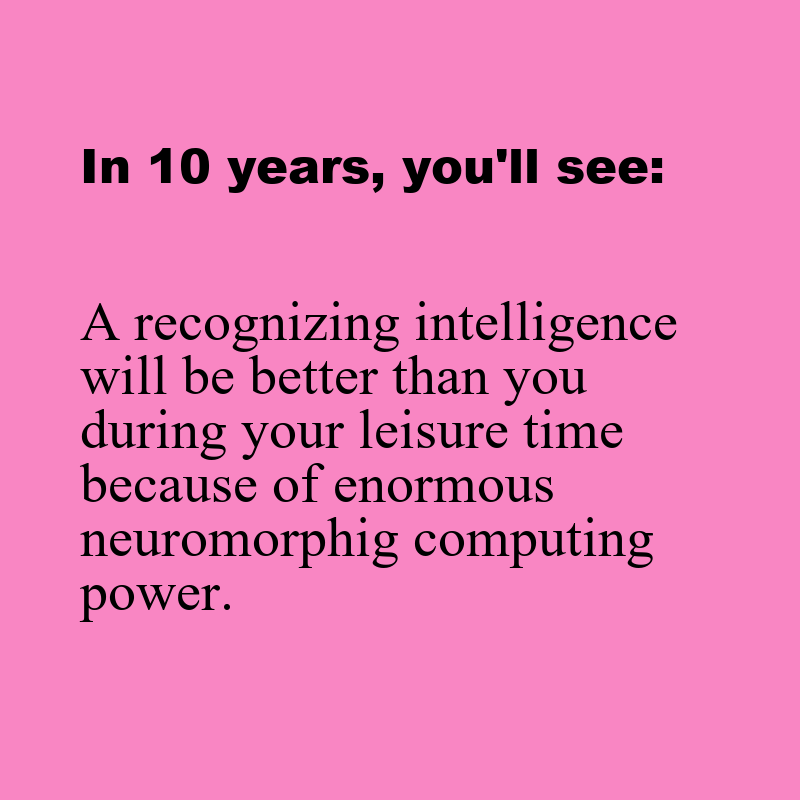 In 10 years, you'll see:
A recognizing intelligence
will be better than you
during your leisure time
because of enormous
neuromorphig computing
power.